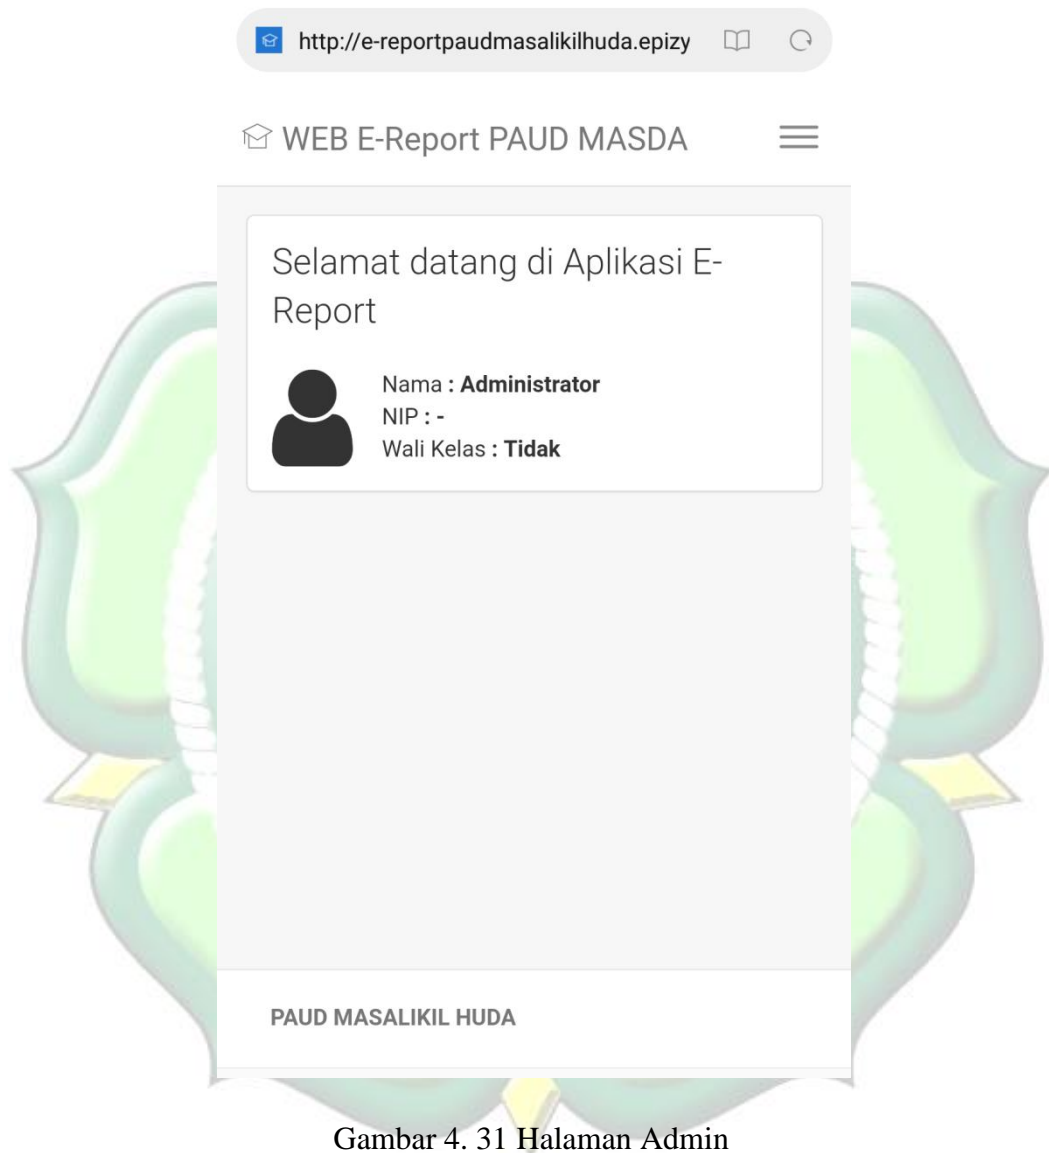 http://e-reportpaudmasalikilhuda.epizy
WEB E-Report PAUD MASDA
Selamat datang di Aplikasi E-
Report
Nama : Administrator
NIP : -
Wali Kelas : Tidak
PAUD MASALIKIL HUDA
Gambar 4. 31 Halaman Admin